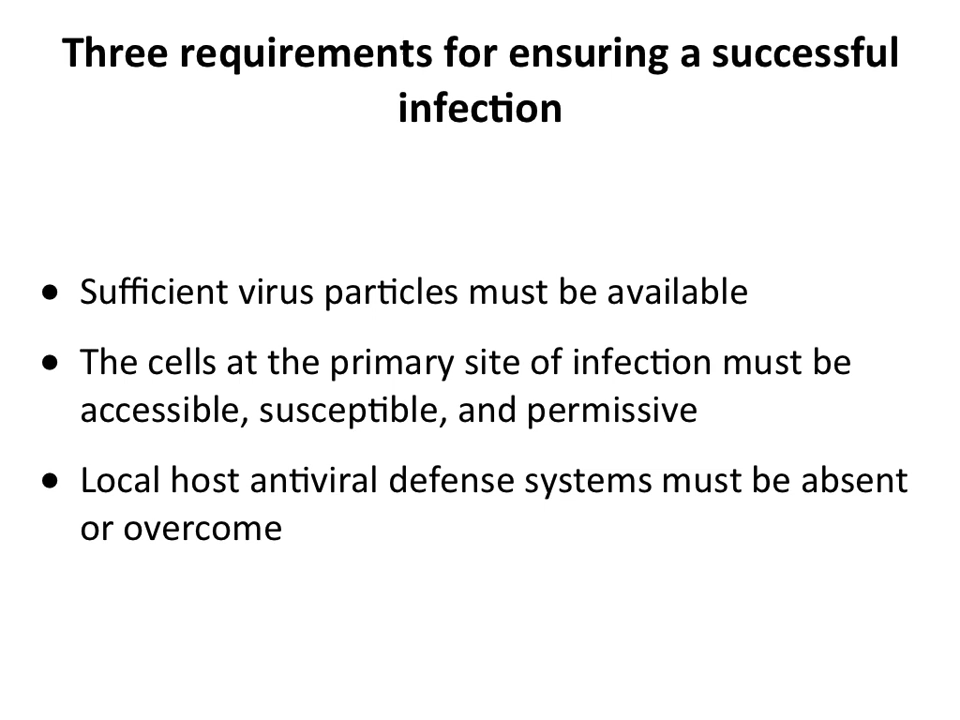 Three requirements for ensuring a successful
infection
• Sufficient virus particles must be available
• The cells at the primary site of infection must be
accessible, susceptible, and permissive
• Local host antiviral defense systems must be absent
or overcome